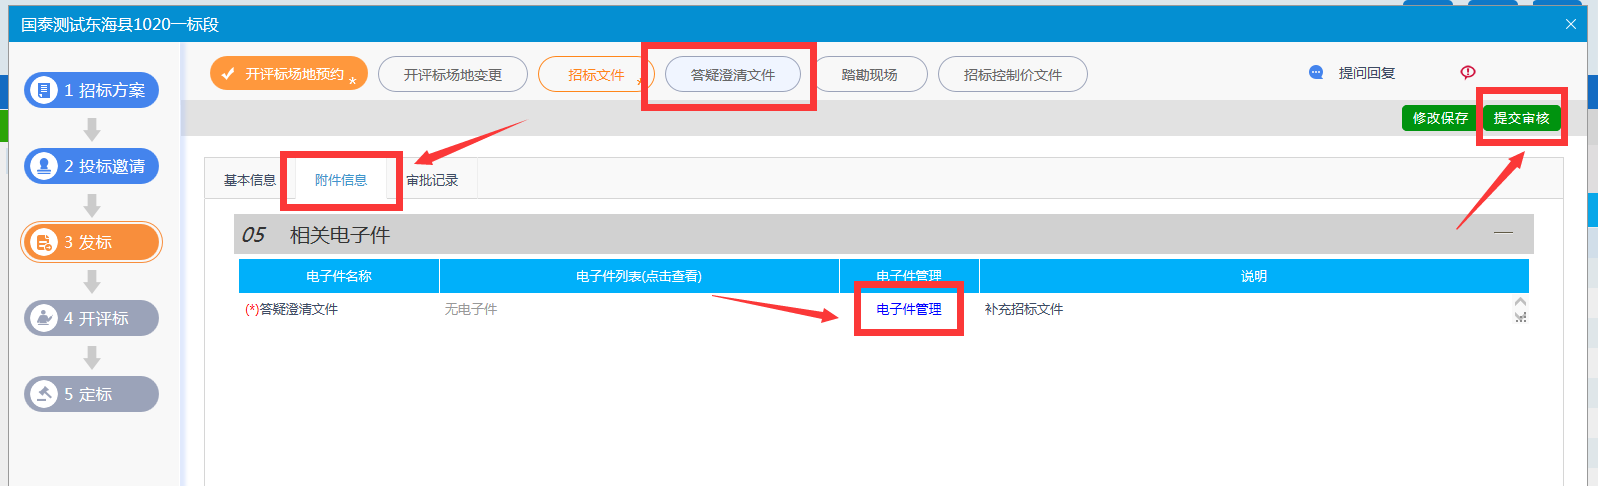 国泰测试东海县1020一标段
1 招标方案
2 投标邀请
3 发标
4 开评标
5 定标
开评标场地预约 *
开评标场地变更
招标文件 *
答疑澄清文件
踏勘现场
招标控制价文件
提问回复
修改保存
提交审核
基本信息
附件信息
审批记录
05 相关电子件
电子件名称 电子件列表(点击查看) 电子件管理 说明
(*)答疑澄清文件 无电子件 电子件管理 补充招标文件